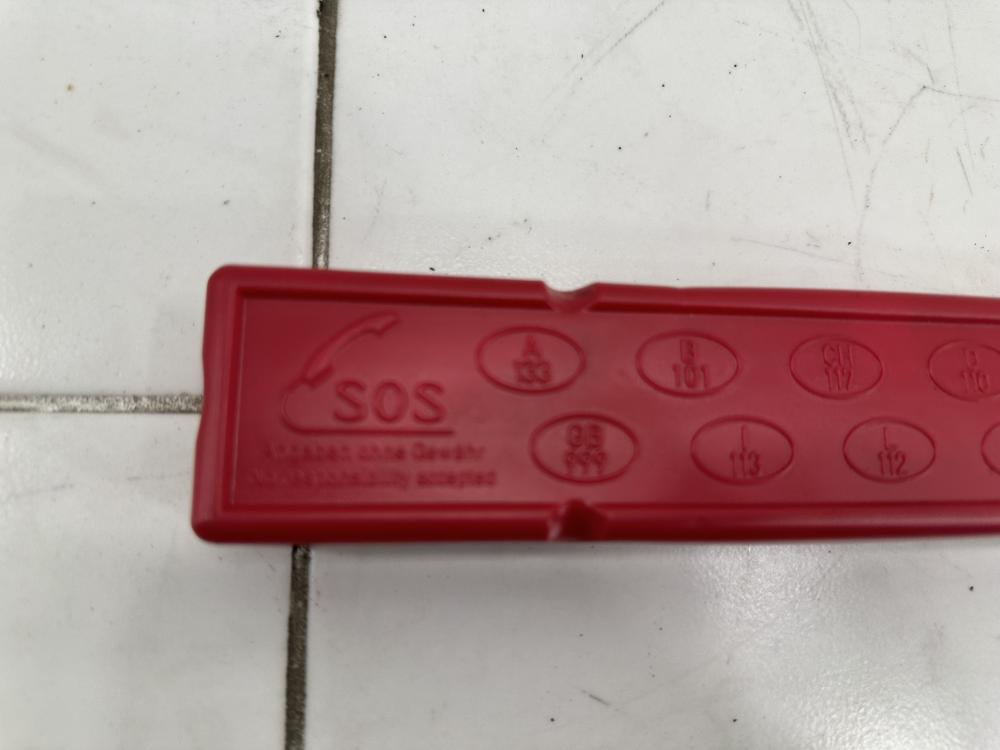 SOS
Angaben ohne Gewähr
No responsibility accepted
A
133
B
101
CH
117
D
110
GB
999
I
113
L
112